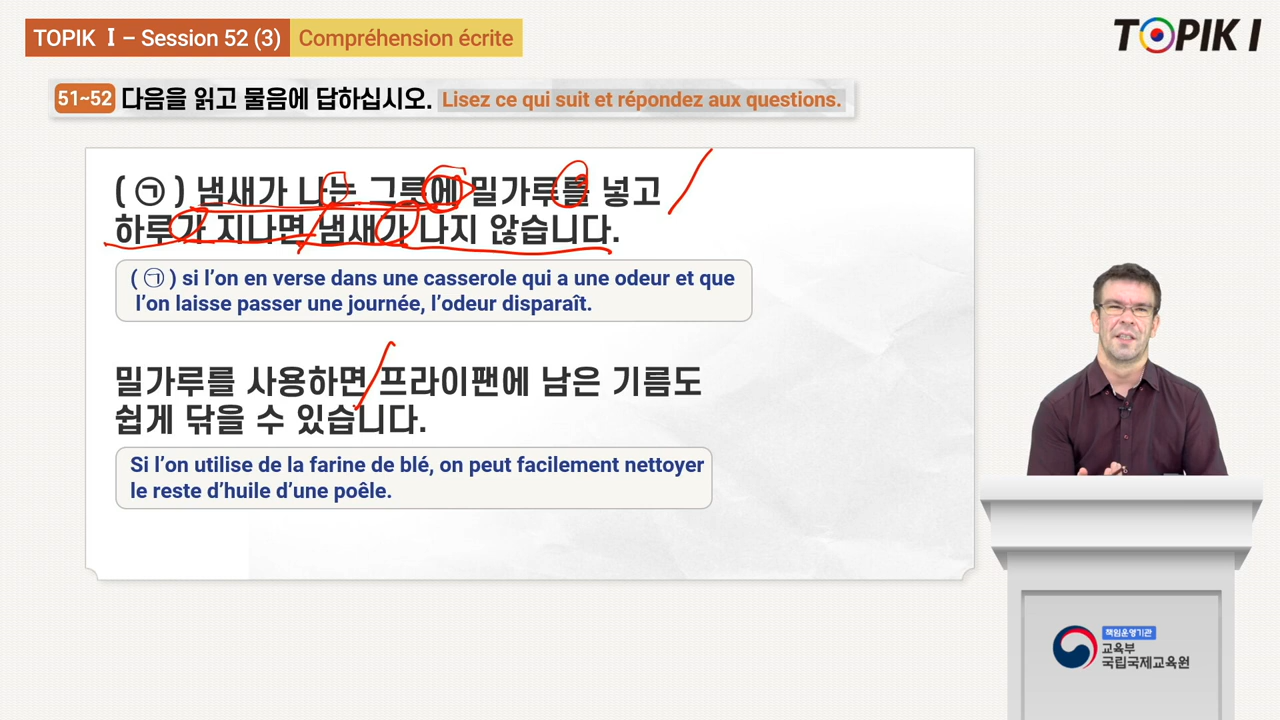 TOPIK I – Session 52 (3) Compréhension écrite
TOPIK I
51~52 다음을 읽고 물음에 답하십시오. Lisez ce qui suit et répondez aux questions.
( ㉠ ) 냄새가 나는 그릇에 밀가루를 넣고
하루가 지나면 냄새가 나지 않습니다.
( ㉠ ) si l’on en verse dans une casserole qui a une odeur et que
l’on laisse passer une journée, l’odeur disparaît.
밀가루를 사용하면 프라이팬에 남은 기름도
쉽게 닦을 수 있습니다.
Si l’on utilise de la farine de blé, on peut facilement nettoyer
le reste d’huile d’une poêle.
책임운영기관
교육부
국립국제교육원